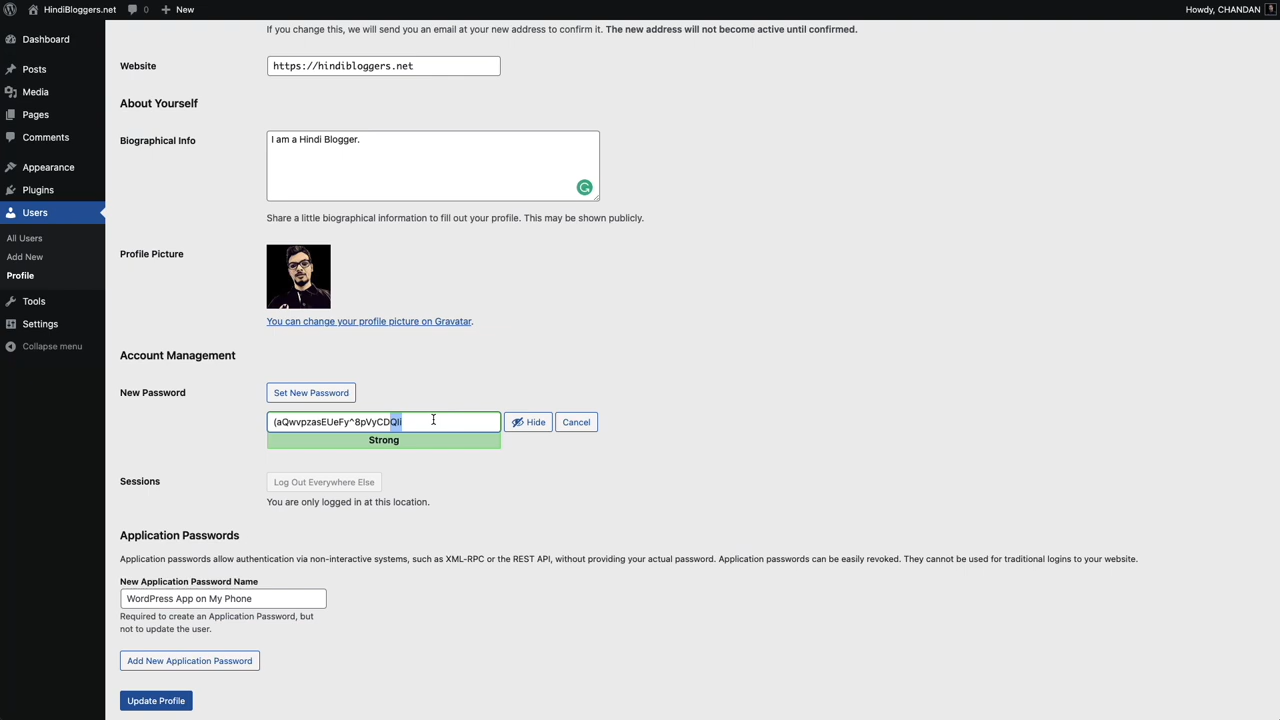 HindiBloggers.net 0 New Howdy, CHANDAN
Dashboard
Posts
Media
Pages
Comments
Appearance
Plugins
Users
All Users
Add New
Profile
Tools
Settings
Collapse menu
If you change this, we will send you an email at your new address to confirm it. The new address will not become active until confirmed.
Website https://hindibloggers.net
About Yourself
Biographical Info I am a Hindi Blogger.
Share a little biographical information to fill out your profile. This may be shown publicly.
Profile Picture
You can change your profile picture on Gravatar.
Account Management
New Password Set New Password
(aQwvpzasEUeFy^8pVyCDQIi Hide Cancel
Strong
Sessions Log Out Everywhere Else
You are only logged in at this location.
Application Passwords
Application passwords allow authentication via non-interactive systems, such as XML-RPC or the REST API, without providing your actual password. Application passwords can be easily revoked. They cannot be used for traditional logins to your website.
New Application Password Name
WordPress App on My Phone
Required to create an Application Password, but
not to update the user.
Add New Application Password
Update Profile